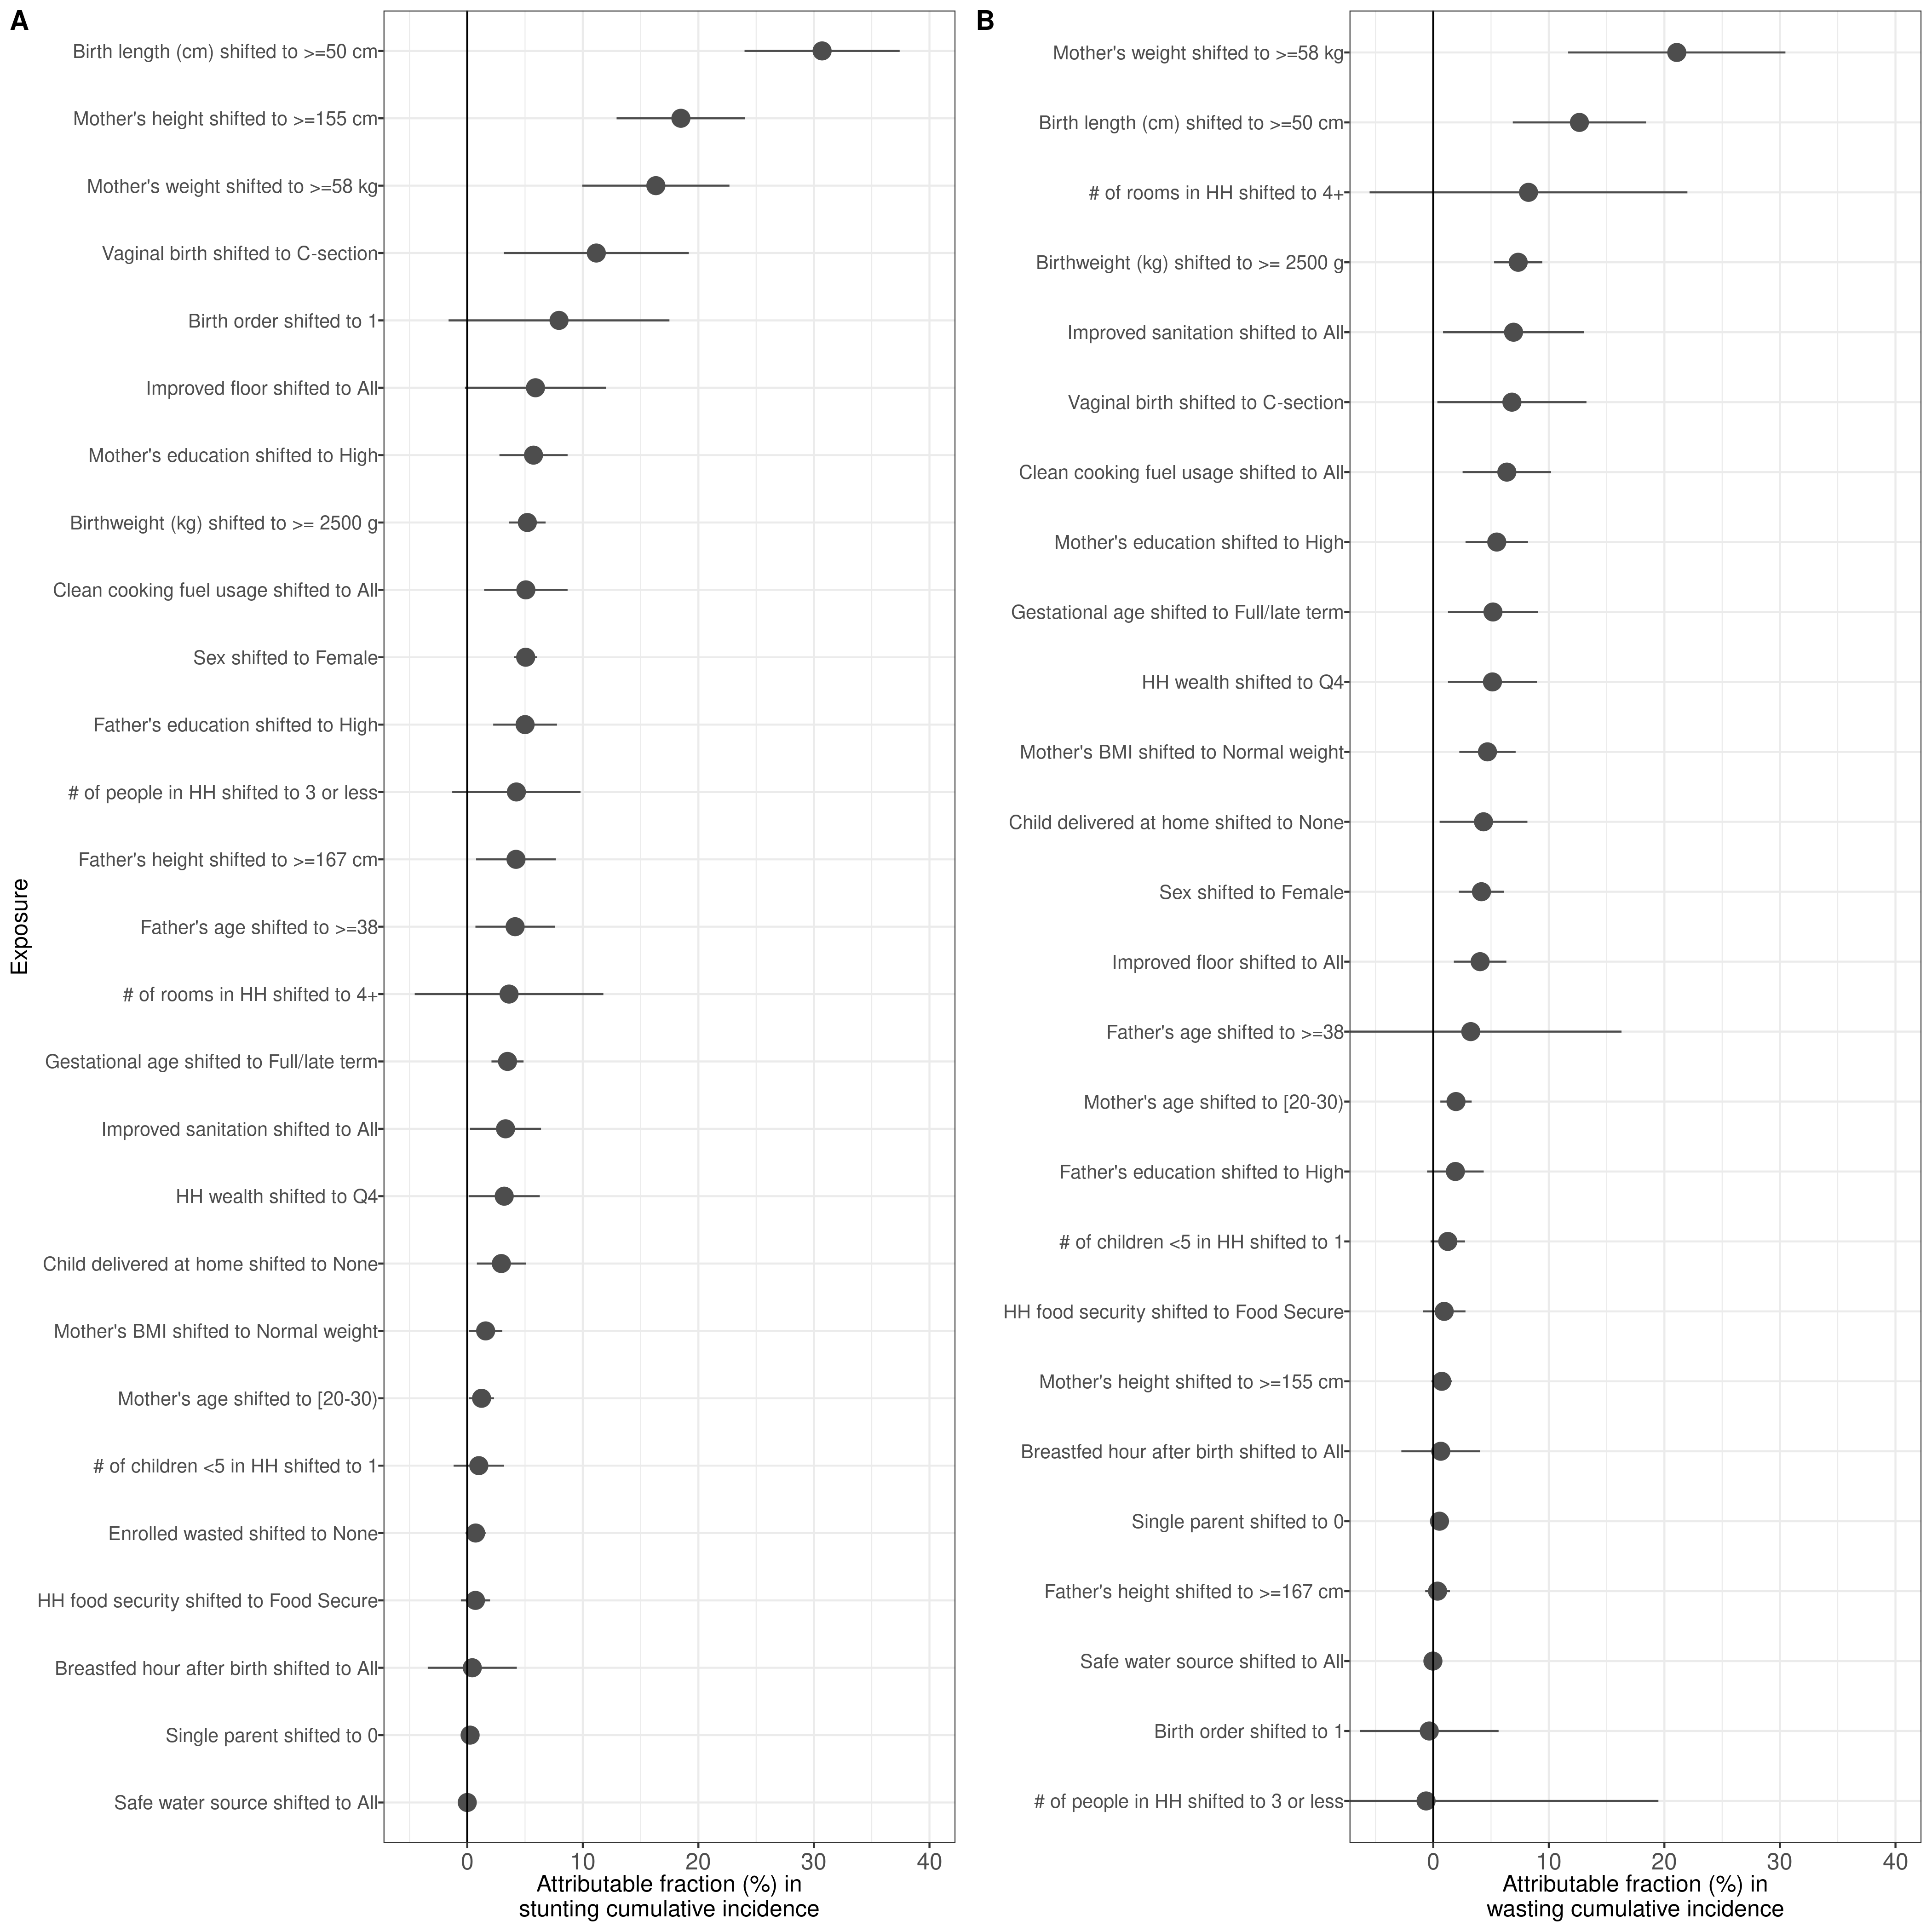 A
Exposure
Birth length (cm) shifted to >=50 cm
Mother's height shifted to >=155 cm
Mother's weight shifted to >=58 kg
Vaginal birth shifted to C-section
Birth order shifted to 1
Improved floor shifted to All
Mother's education shifted to High
Birthweight (kg) shifted to >= 2500 g
Clean cooking fuel usage shifted to All
Sex shifted to Female
Father's education shifted to High
# of people in HH shifted to 3 or less
Father's height shifted to >=167 cm
Father's age shifted to >=38
# of rooms in HH shifted to 4+
Gestational age shifted to Full/late term
Improved sanitation shifted to All
HH wealth shifted to Q4
Child delivered at home shifted to None
Mother's BMI shifted to Normal weight
Mother's age shifted to [20-30)
# of children <5 in HH shifted to 1
Enrolled wasted shifted to None
HH food security shifted to Food Secure
Breastfed hour after birth shifted to All
Single parent shifted to 0
Safe water source shifted to All
0 10 20 30 40
Attributable fraction (%) in
stunting cumulative incidence
B
Mother's weight shifted to >=58 kg
Birth length (cm) shifted to >=50 cm
# of rooms in HH shifted to 4+
Birthweight (kg) shifted to >= 2500 g
Improved sanitation shifted to All
Vaginal birth shifted to C-section
Clean cooking fuel usage shifted to All
Mother's education shifted to High
Gestational age shifted to Full/late term
HH wealth shifted to Q4
Mother's BMI shifted to Normal weight
Child delivered at home shifted to None
Sex shifted to Female
Improved floor shifted to All
Father's age shifted to >=38
Mother's age shifted to [20-30)
Father's education shifted to High
# of children <5 in HH shifted to 1
HH food security shifted to Food Secure
Mother's height shifted to >=155 cm
Breastfed hour after birth shifted to All
Single parent shifted to 0
Father's height shifted to >=167 cm
Safe water source shifted to All
Birth order shifted to 1
# of people in HH shifted to 3 or less
0 10 20 30 40
Attributable fraction (%) in
wasting cumulative incidence